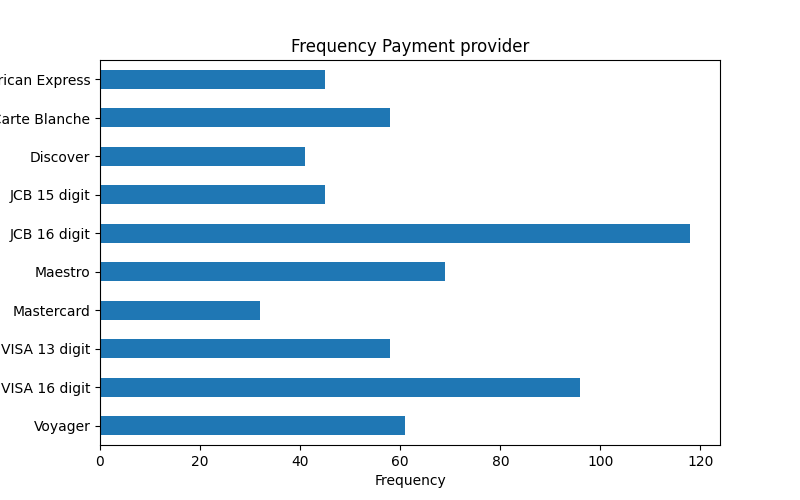 Frequency Payment provider
rican Express
Carte Blanche
Discover
JCB 15 digit
JCB 16 digit
Maestro
Mastercard
VISA 13 digit
VISA 16 digit
Voyager
0 20 40 60 80 100 120
Frequency